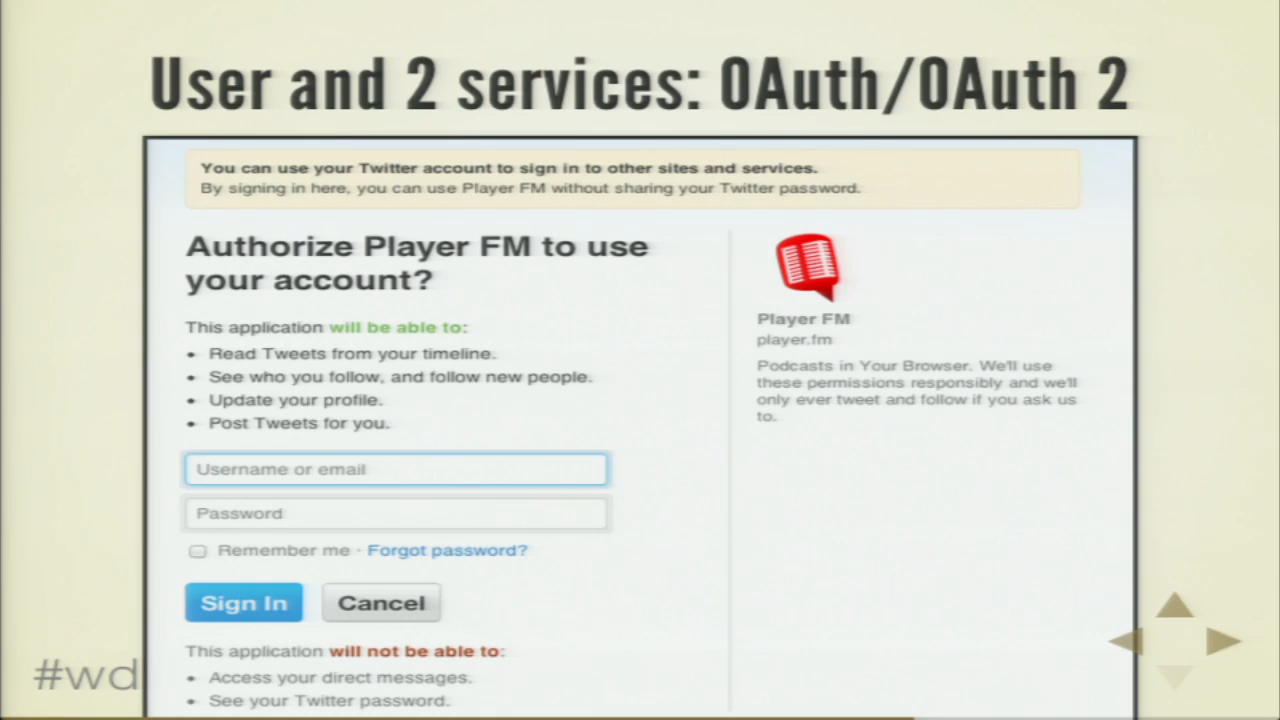 User and 2 services: OAuth/OAuth 2
You can use your Twitter account to sign in to other sites and services.
By signing in here, you can use Player FM without sharing your Twitter password.
Authorize Player FM to use
your account?
This application will be able to:
• Read Tweets from your timeline.
• See who you follow, and follow new people.
• Update your profile.
• Post Tweets for you.
Username or email
Password
Remember me · Forgot password?
Sign In
Cancel
This application will not be able to:
• Access your direct messages.
• See your Twitter password.
Player FM
player.fm
Podcasts in Your Browser. We'll use
these permissions responsibly and we'll
only ever tweet and follow if you ask us
to.
#wd